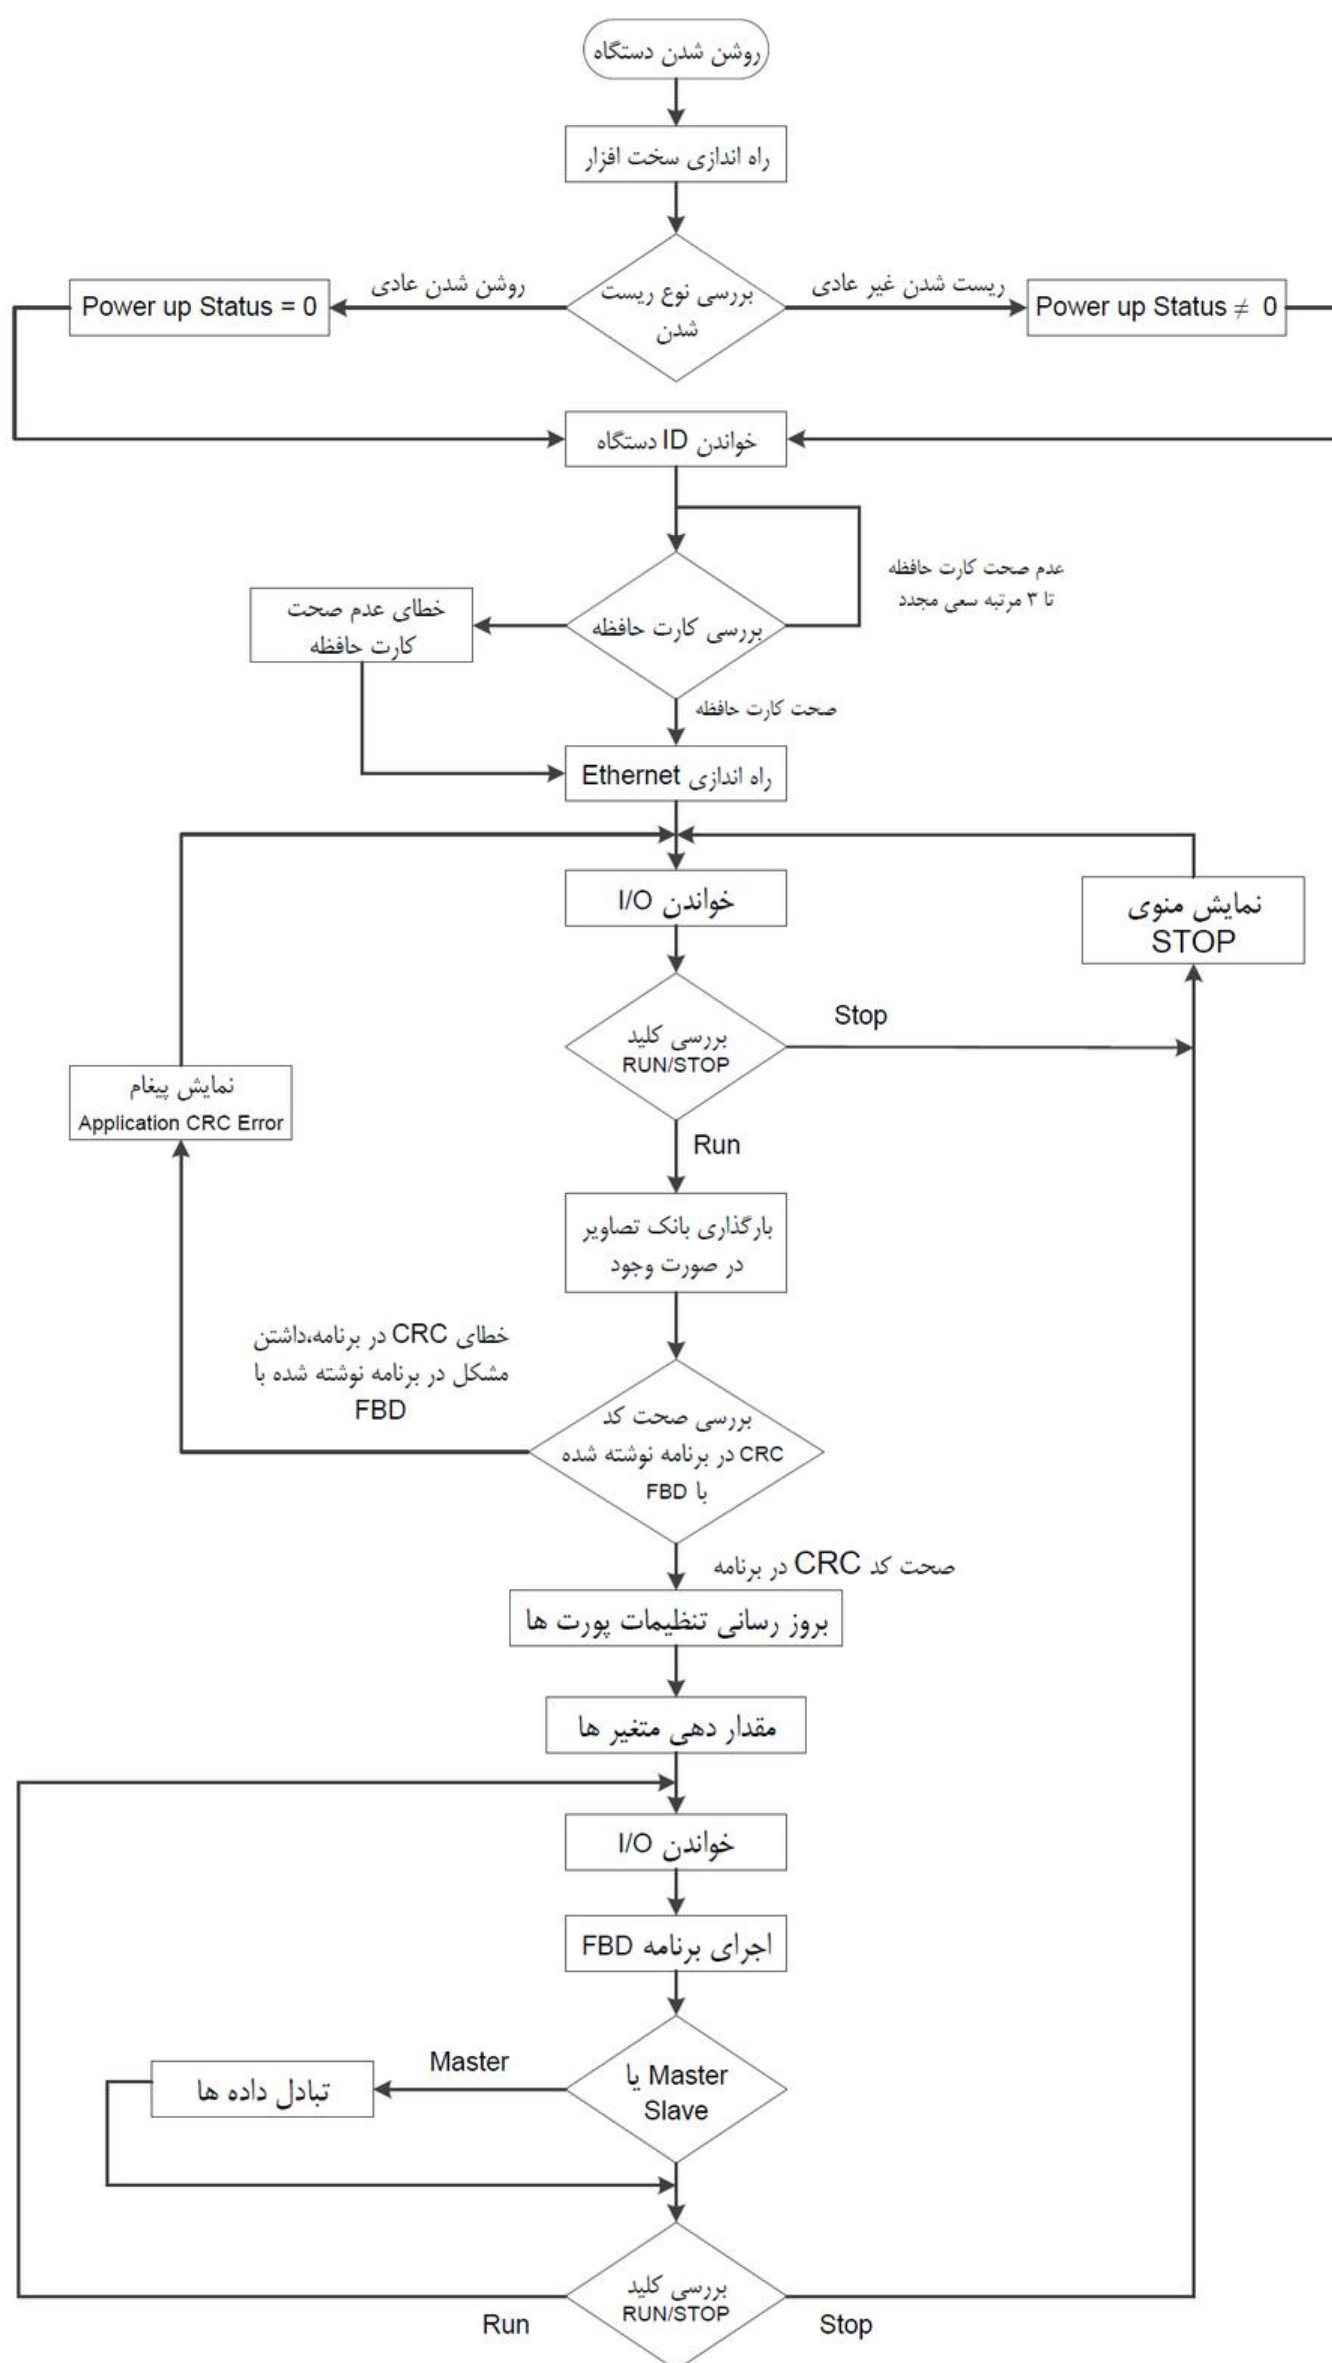 روشن شدن دستگاه
راه اندازی سخت افزار
ریست شدن غیر عادی
روشن شدن عادی
بررسی نوع ریست
شدن
Power up Status ≠ 0
Power up Status = 0
خواندن ID دستگاه
عدم صحت کارت حافظه
تا ۳ مرتبه سعی مجدد
بررسی کارت حافظه
خطای عدم صحت
کارت حافظه
صحت کارت حافظه
راه اندازی Ethernet
خواندن I/O
نمایش منوی
STOP
Stop
بررسی کلید
RUN/STOP
نمایش پیغام
Application CRC Error
Run
بارگذاری بانک تصاویر
در صورت وجود
خطای CRC در برنامه،داشتن
مشکل در برنامه نوشته شده با
FBD
بررسی صحت کد
CRC در برنامه نوشته شده
با FBD
صحت کد CRC در برنامه
بروز رسانی تنظیمات پورت ها
مقدار دهی متغیر ها
خواندن I/O
اجرای برنامه FBD
Master یا
Slave
Master
تبادل داده ها
بررسی کلید
RUN/STOP
Stop
Run